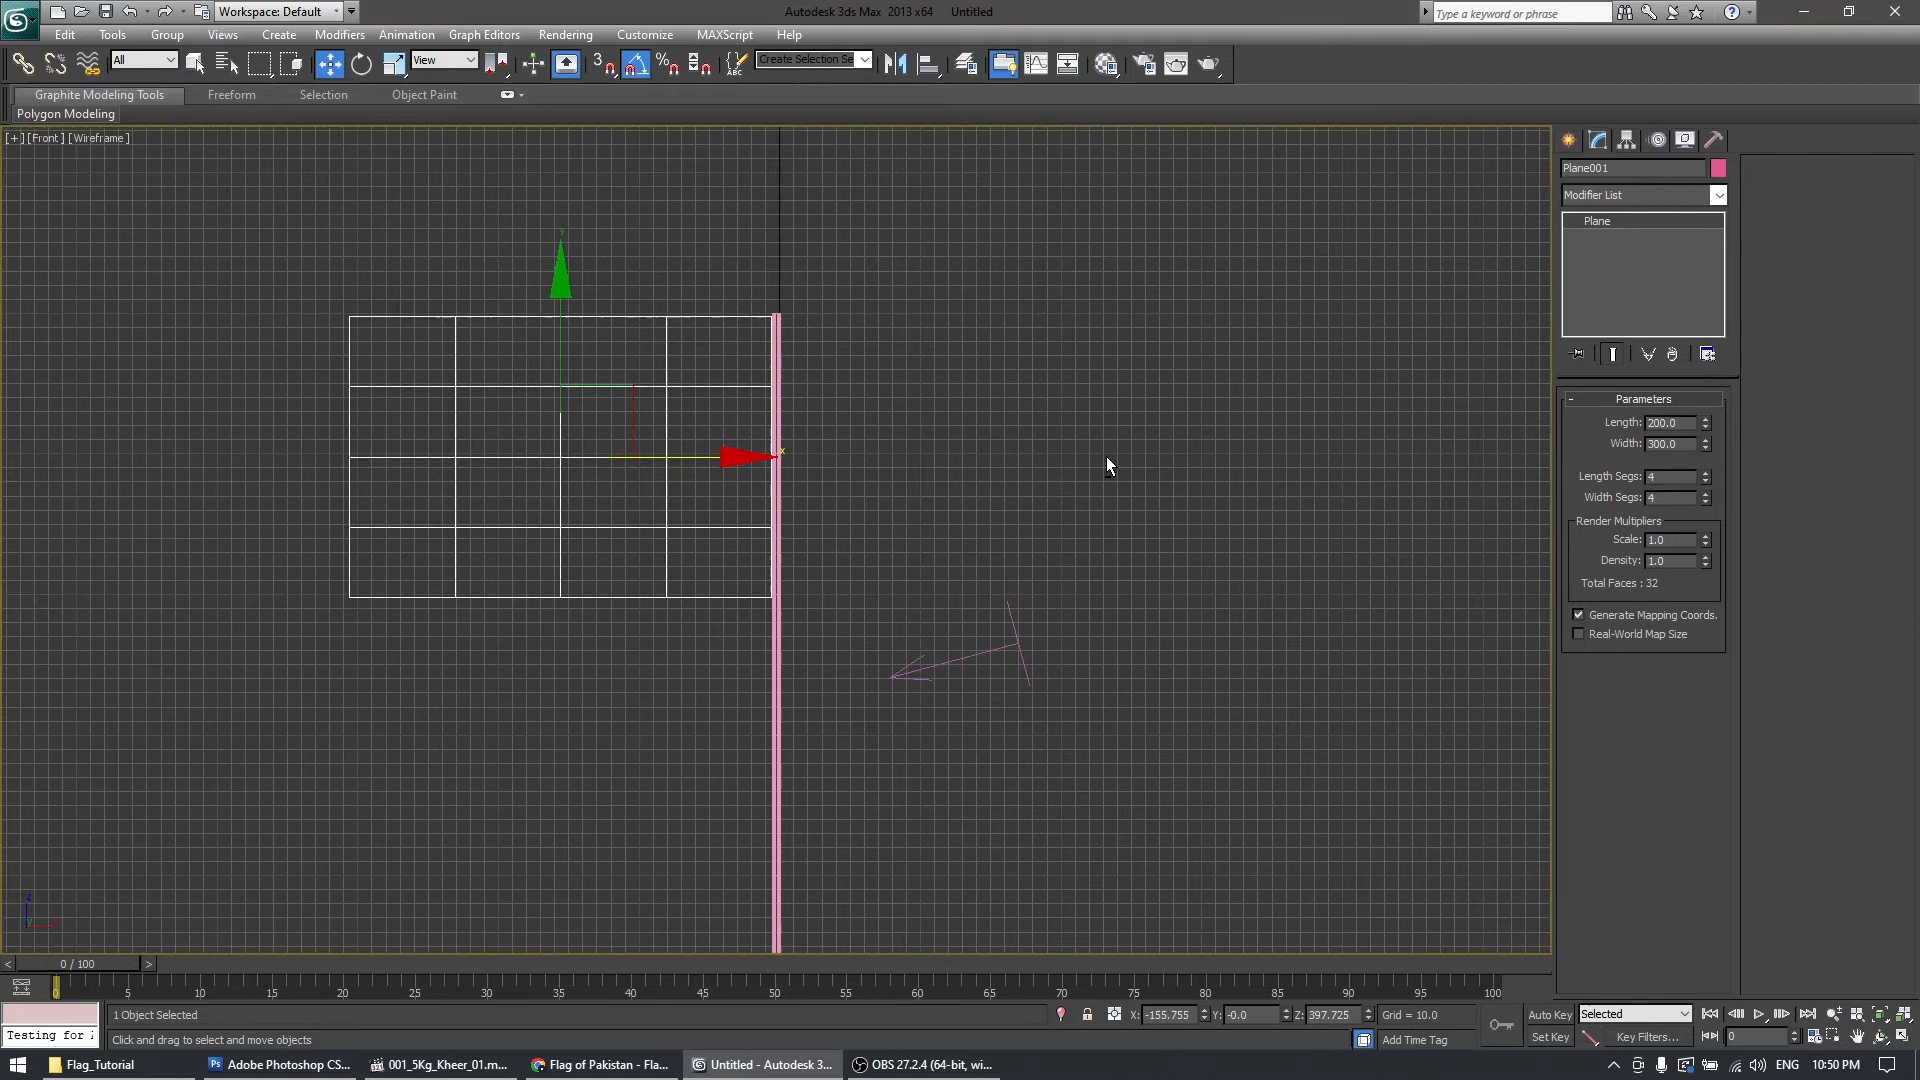 Workspace: Default
Autodesk 3ds Max 2013 x64 Untitled
Type a keyword or phrase
Edit Tools Group Views Create Modifiers Animation Graph Editors Rendering Customize MAXScript Help
All View Create Selection Se
Graphite Modeling Tools Freeform Selection Object Paint
Polygon Modeling
[+] [Front] [Wireframe]
Plane001
Modifier List
Plane
y
x
- Parameters
Length: 200.0
Width: 300.0
Length Segs: 4
Width Segs: 4
Render Multipliers
Scale: 1.0
Density: 1.0
Total Faces : 32
Generate Mapping Coords.
Real-World Map Size
z
< 0 / 100 >
0 5 10 15 20 25 30 35 40 45 50 55 60 65 70 75 80 85 90 95 100
1 Object Selected X: -155.755 Y: -0.0 Z: 397.725 Grid = 10.0 Auto Key Selected
Testing for
Click and drag to select and move objects Add Time Tag Set Key Key Filters... 0
Flag_Tutorial Adobe Photoshop CS... 001_5Kg_Kheer_01.m... Flag of Pakistan - Fla... Untitled - Autodesk 3... OBS 27.2.4 (64-bit, wi... ENG 10:50 PM